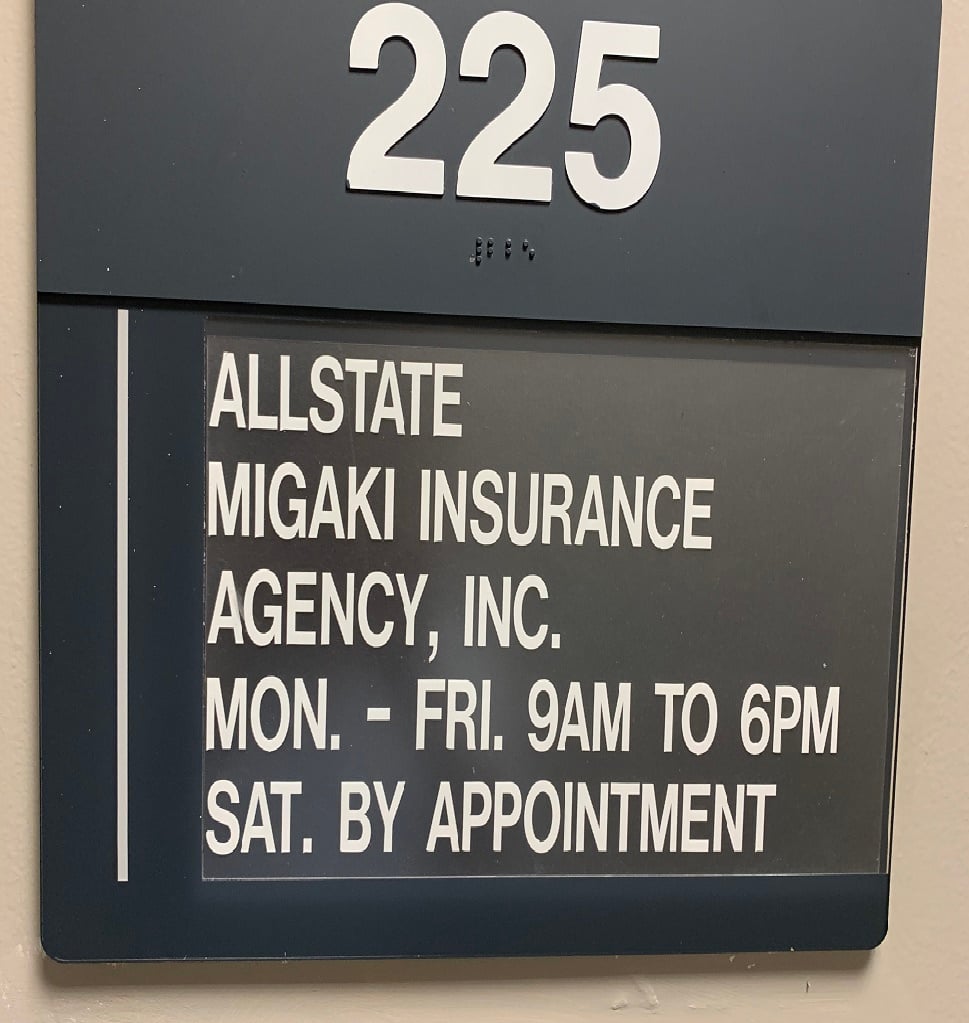 225
⠼⠃⠃⠑
ALLSTATE
MIGAKI INSURANCE
AGENCY, INC.
MON. - FRI. 9AM TO 6PM
SAT. BY APPOINTMENT